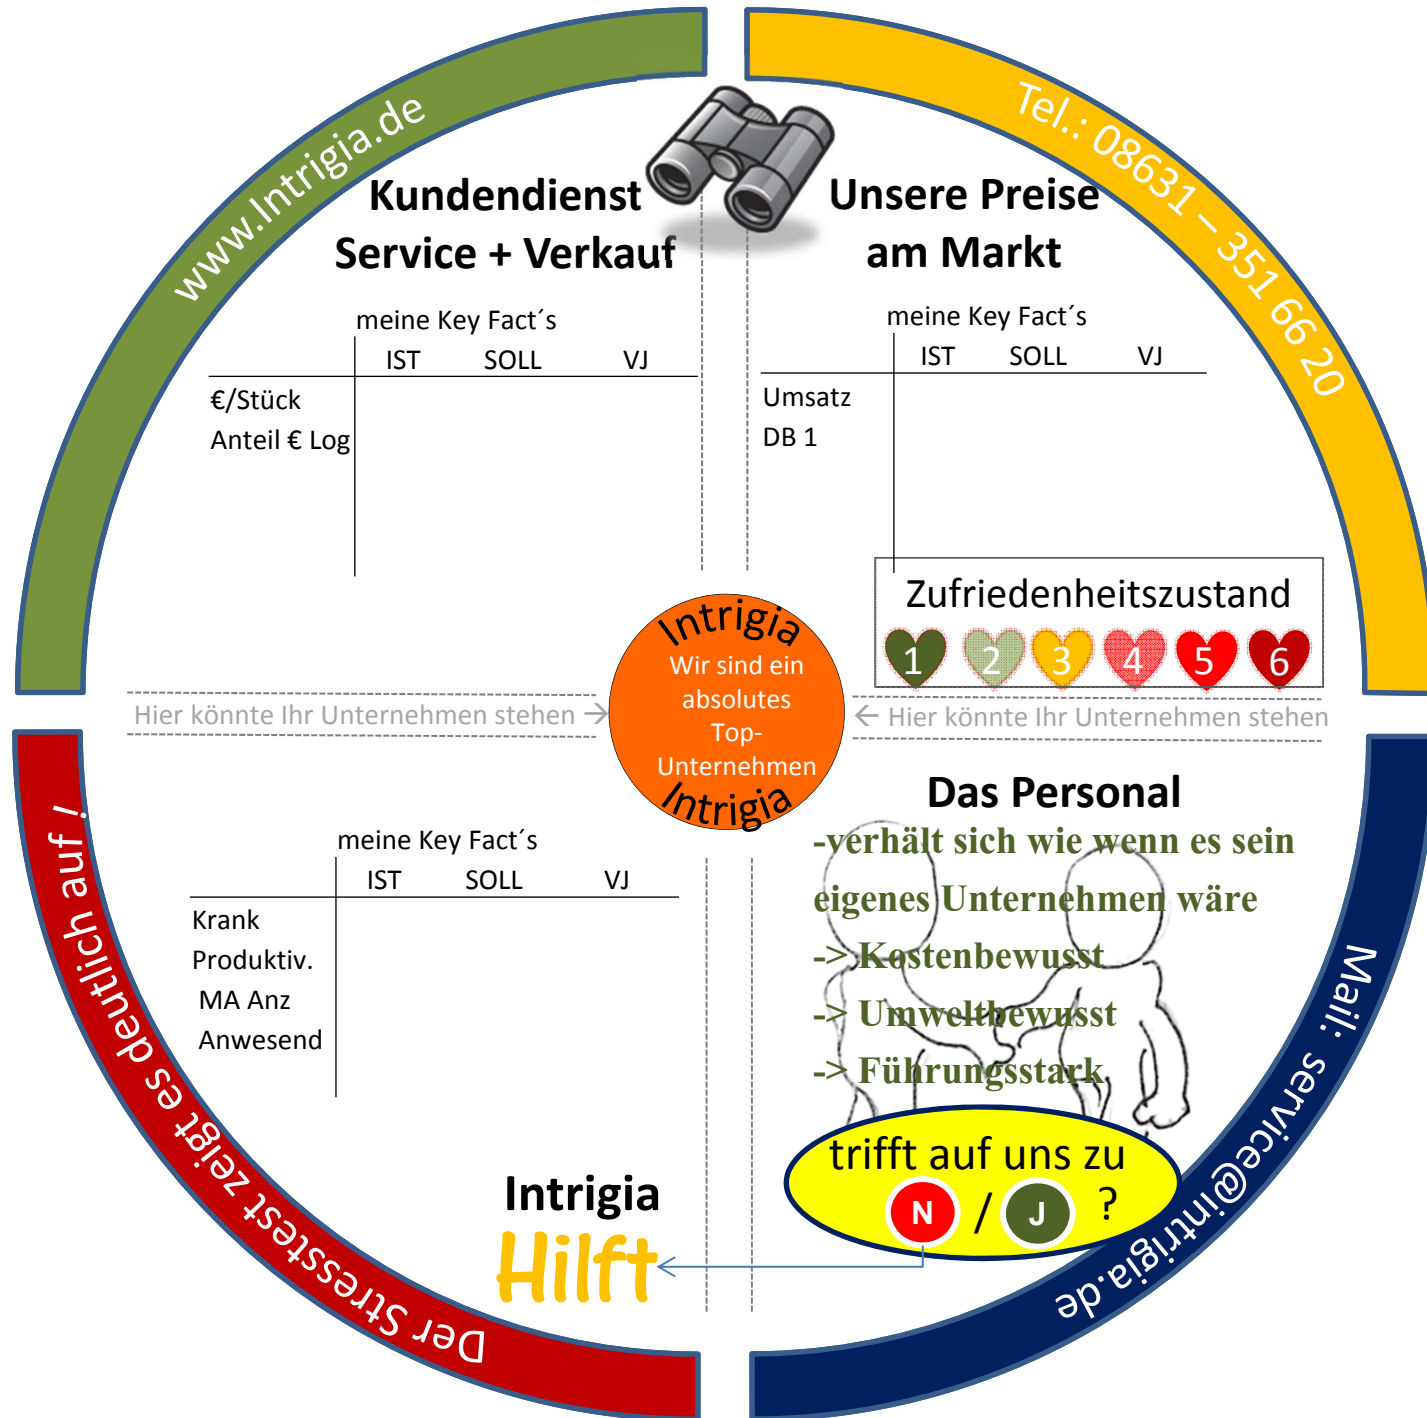 www.Intrigia.de
Tel.: 08631 – 351 66 20
Kundendienst
Service + Verkauf
meine Key Fact´s
IST SOLL VJ
€/Stück
Anteil € Log
Unsere Preise
am Markt
meine Key Fact´s
IST SOLL VJ
Umsatz
DB 1
Zufriedenheitszustand
1 2 3 4 5 6
Intrigia
Wir sind ein
absolutes
Top-
Unternehmen
Intrigia
Hier könnte Ihr Unternehmen stehen →
← Hier könnte Ihr Unternehmen stehen
meine Key Fact´s
IST SOLL VJ
Krank
Produktiv.
MA Anz
Anwesend
Das Personal
-verhält sich wie wenn es sein
eigenes Unternehmen wäre
-> Kostenbewusst
-> Umweltbewusst
-> Führungsstark
trifft auf uns zu
N / J ?
Intrigia
Hilft
Der Stresstest zeigt es deutlich auf !
Mail: service@intrigia.de